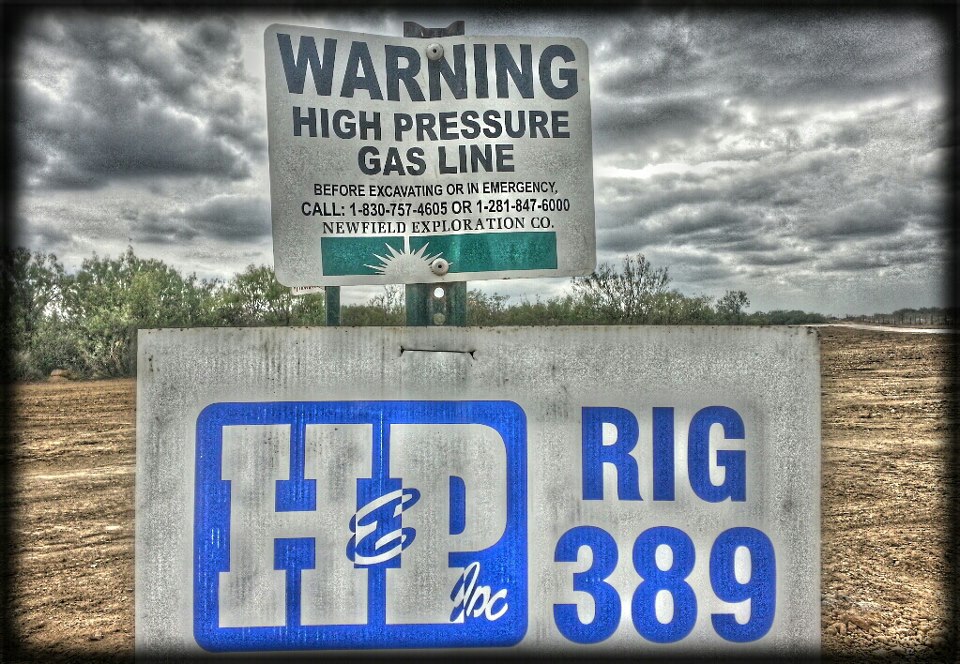 WARNING
HIGH PRESSURE
GAS LINE
BEFORE EXCAVATING OR IN EMERGENCY,
CALL: 1-830-757-4605 OR 1-281-847-6000
NEWFIELD EXPLORATION CO.
H&P Inc
RIG
389